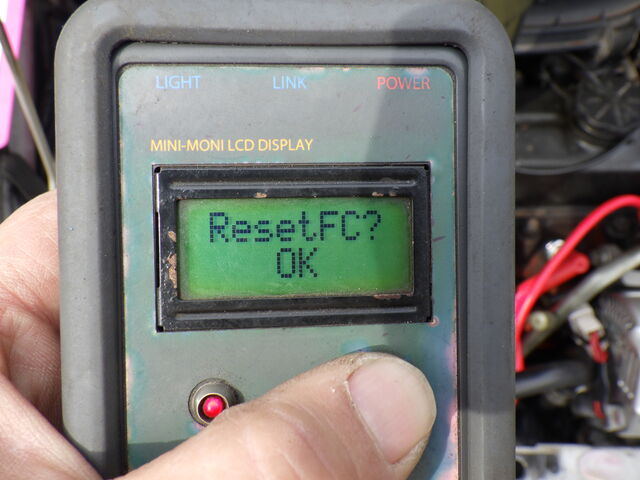 LIGHT LINK POWER
MINI-MONI LCD DISPLAY
ResetFC?
OK